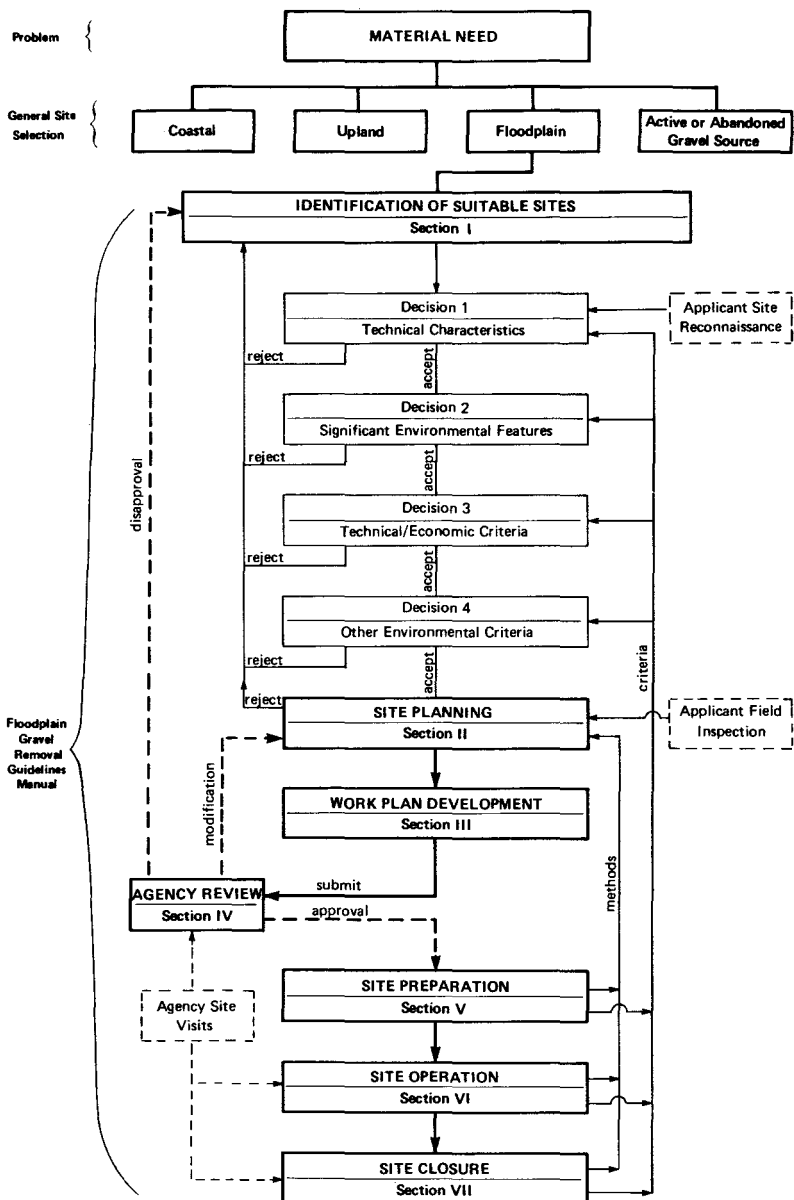 Problem
MATERIAL NEED
General Site
Selection
Coastal
Upland
Floodplain
Active or Abandoned
Gravel Source
IDENTIFICATION OF SUITABLE SITES
Section I
Decision 1
Technical Characteristics
Applicant Site
Reconnaissance
reject
accept
Decision 2
Significant Environmental Features
reject
accept
disapproval
Decision 3
Technical/Economic Criteria
reject
accept
Decision 4
Other Environmental Criteria
criteria
reject
accept
reject
SITE PLANNING
Section II
Applicant Field
Inspection
Floodplain
Gravel
Removal
Guidelines
Manual
modification
WORK PLAN DEVELOPMENT
Section III
methods
AGENCY REVIEW
Section IV
submit
approval
SITE PREPARATION
Section V
Agency Site
Visits
SITE OPERATION
Section VI
SITE CLOSURE
Section VII